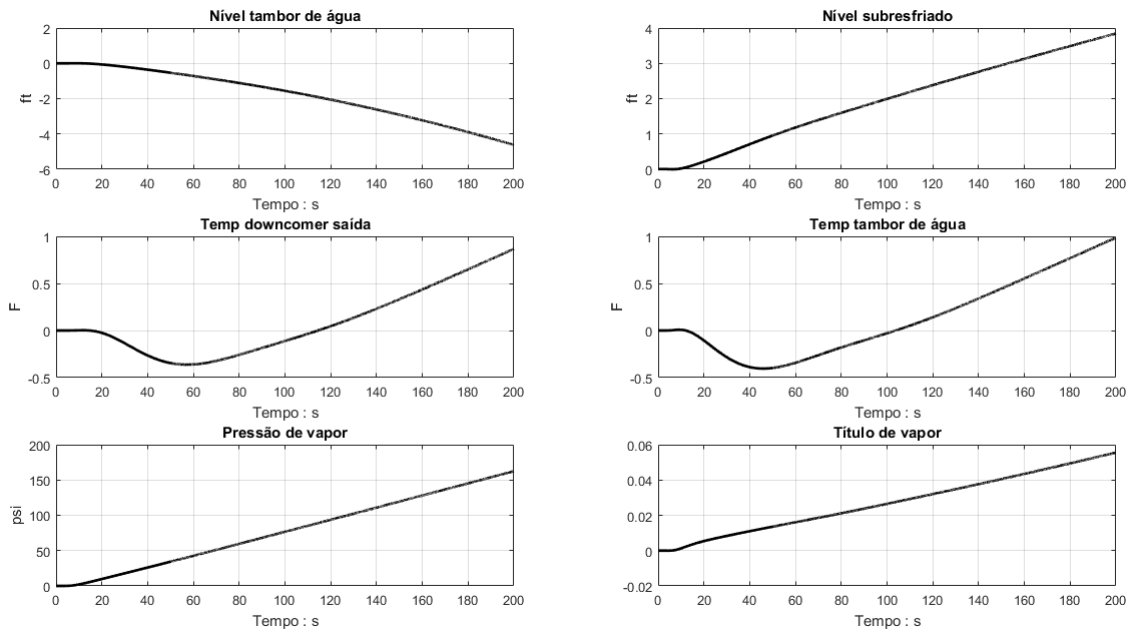 Nível tambor de água
2
0
-2
-4
-6
ft
0 20 40 60 80 100 120 140 160 180 200
Tempo : s
Nível subresfriado
4
3
2
1
0
ft
0 20 40 60 80 100 120 140 160 180 200
Tempo : s
Temp downcomer saída
1
0.5
0
-0.5
F
0 20 40 60 80 100 120 140 160 180 200
Tempo : s
Temp tambor de água
1
0.5
0
-0.5
F
0 20 40 60 80 100 120 140 160 180 200
Tempo : s
Pressão de vapor
200
150
100
50
0
psi
0 20 40 60 80 100 120 140 160 180 200
Tempo : s
Título de vapor
0.06
0.04
0.02
0
-0.02
0 20 40 60 80 100 120 140 160 180 200
Tempo : s